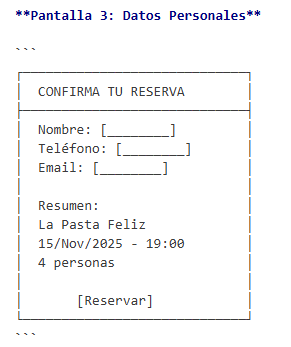 **Pantalla 3: Datos Personales**
```
CONFIRMA TU RESERVA
Nombre: [________]
Teléfono: [________]
Email: [________]
Resumen:
La Pasta Feliz
15/Nov/2025 - 19:00
4 personas
[Reservar]
```